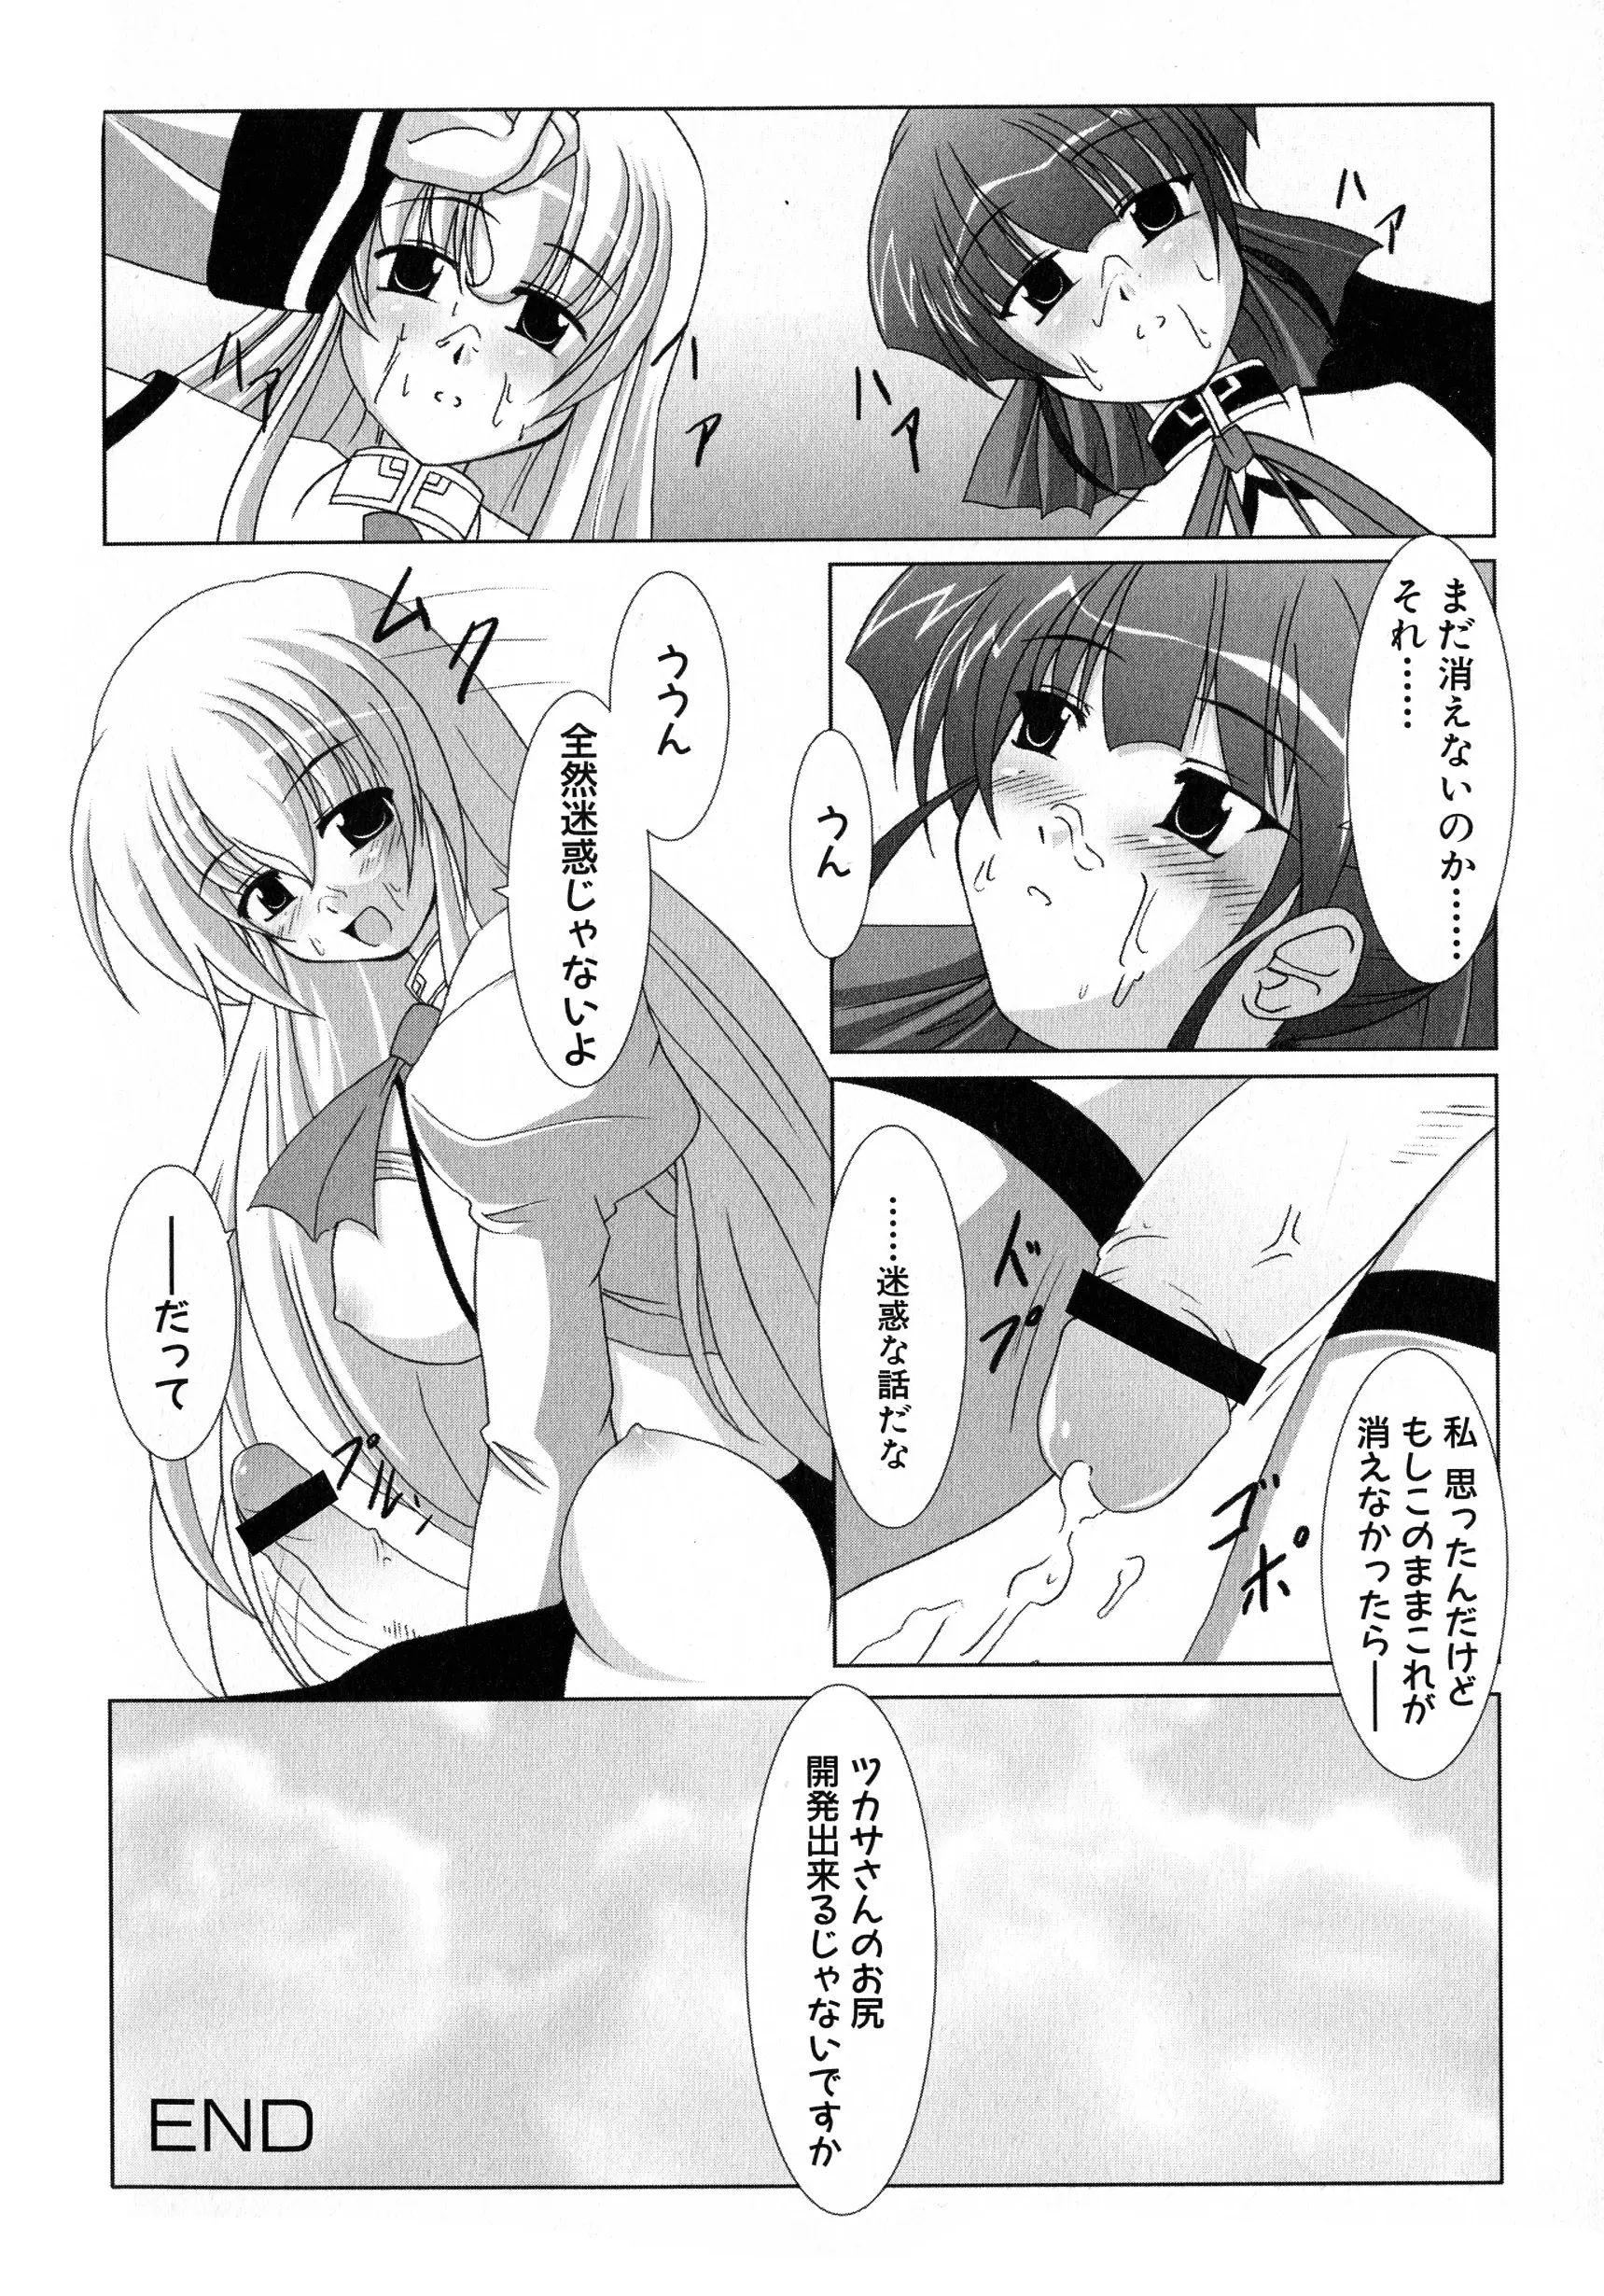 ハァ
ハァ
ハァ
ハァ
まだ消えないのか……
それ……
うん
……迷惑な話だな
ズプ
ゴポ
ムク
ううん
全然迷惑じゃないよ
私 思ったんだけど
もしこのままこれが
消えなかったら――
――だって
プルン
ツカサさんのお尻
開発出来るじゃないですか
END